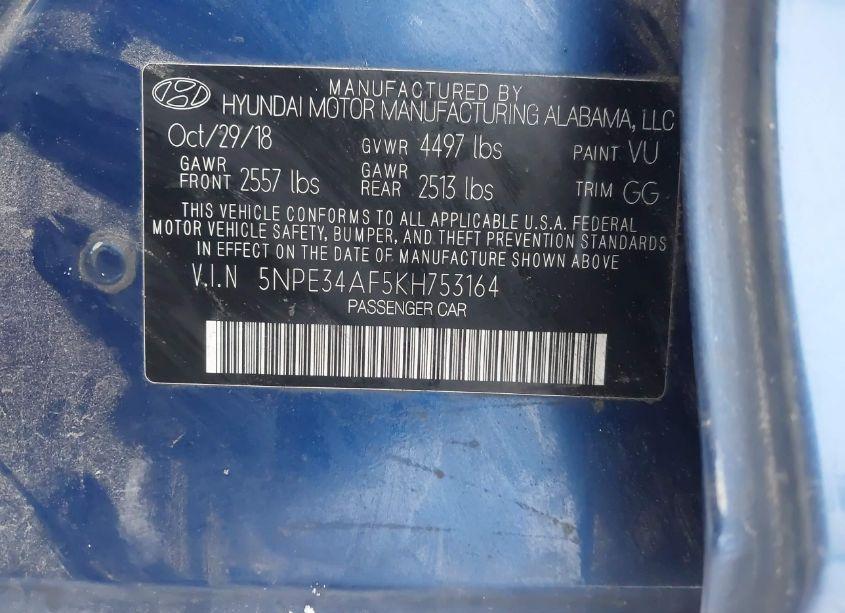 MANUFACTURED BY
HYUNDAI MOTOR MANUFACTURING ALABAMA, LLC
Oct/29/18 GVWR 4497 lbs PAINT VU
GAWR FRONT 2557 lbs GAWR REAR 2513 lbs TRIM GG
THIS VEHICLE CONFORMS TO ALL APPLICABLE U.S.A. FEDERAL
MOTOR VEHICLE SAFETY, BUMPER, AND THEFT PREVENTION STANDARDS
IN EFFECT ON THE DATE OF MANUFACTURE SHOWN ABOVE.
V.I.N 5NPE34AF5KH753164
PASSENGER CAR